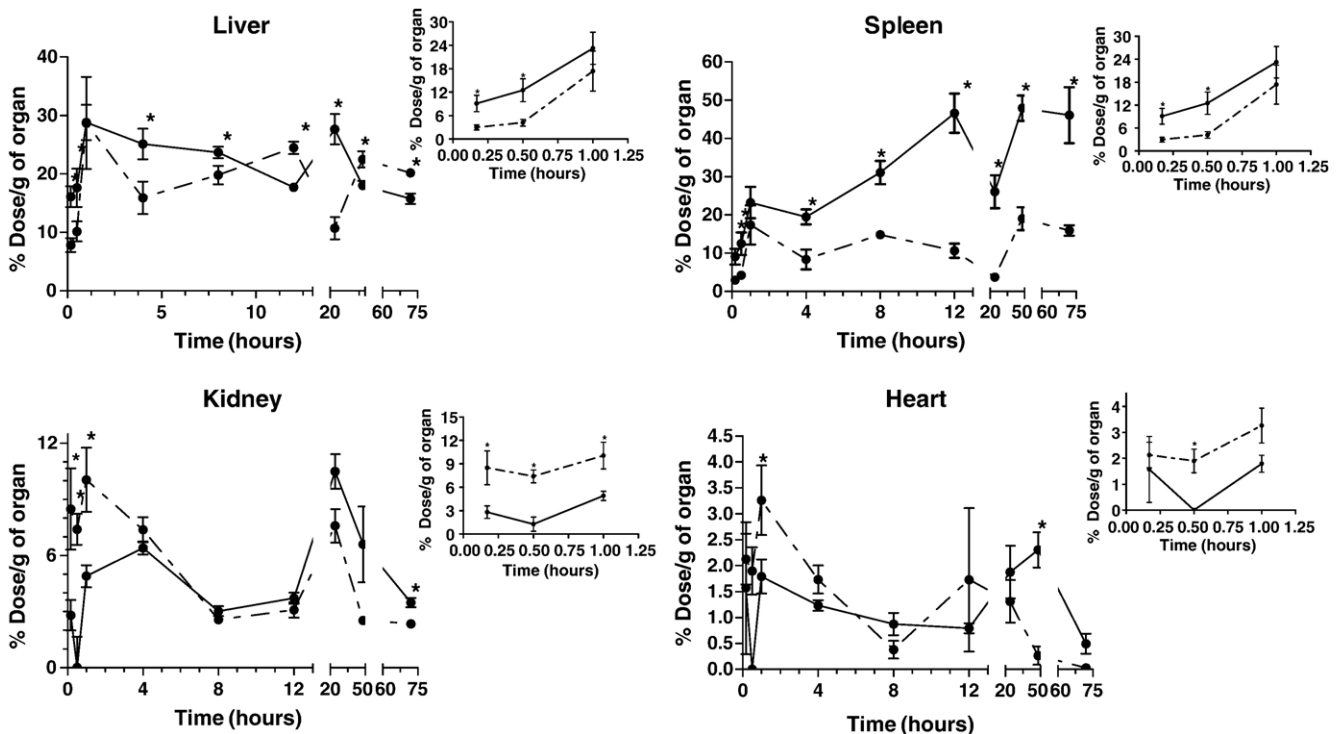 Liver
% Dose/g of organ
40
30
20
10
0
0 5 10 20 50 60 75
Time (hours)
% Dose/g of organ
30
24
18
12
6
0
* *
0.00 0.25 0.50 0.75 1.00 1.25
Time (hours)
* * * * * * * *
Spleen
% Dose/g of organ
60
50
40
30
20
10
0
0 4 8 12 20 50 60 75
Time (hours)
% Dose/g of organ
30
24
18
12
6
0
* *
0.00 0.25 0.50 0.75 1.00 1.25
Time (hours)
* * * * * * * *
Kidney
% Dose/g of organ
12
6
0
0 4 8 12 20 50 60 75
Time (hours)
% Dose/g of organ
15
12
9
6
3
0
* * *
0.00 0.25 0.50 0.75 1.00 1.25
Time (hours)
* * * *
Heart
% Dose/g of organ
4.5
4.0
3.5
3.0
2.5
2.0
1.5
1.0
0.5
0.0
0 4 8 12 20 50 60 75
Time (hours)
% Dose/g of organ
4
3
2
1
0
*
0.00 0.25 0.50 0.75 1.00 1.25
Time (hours)
* *